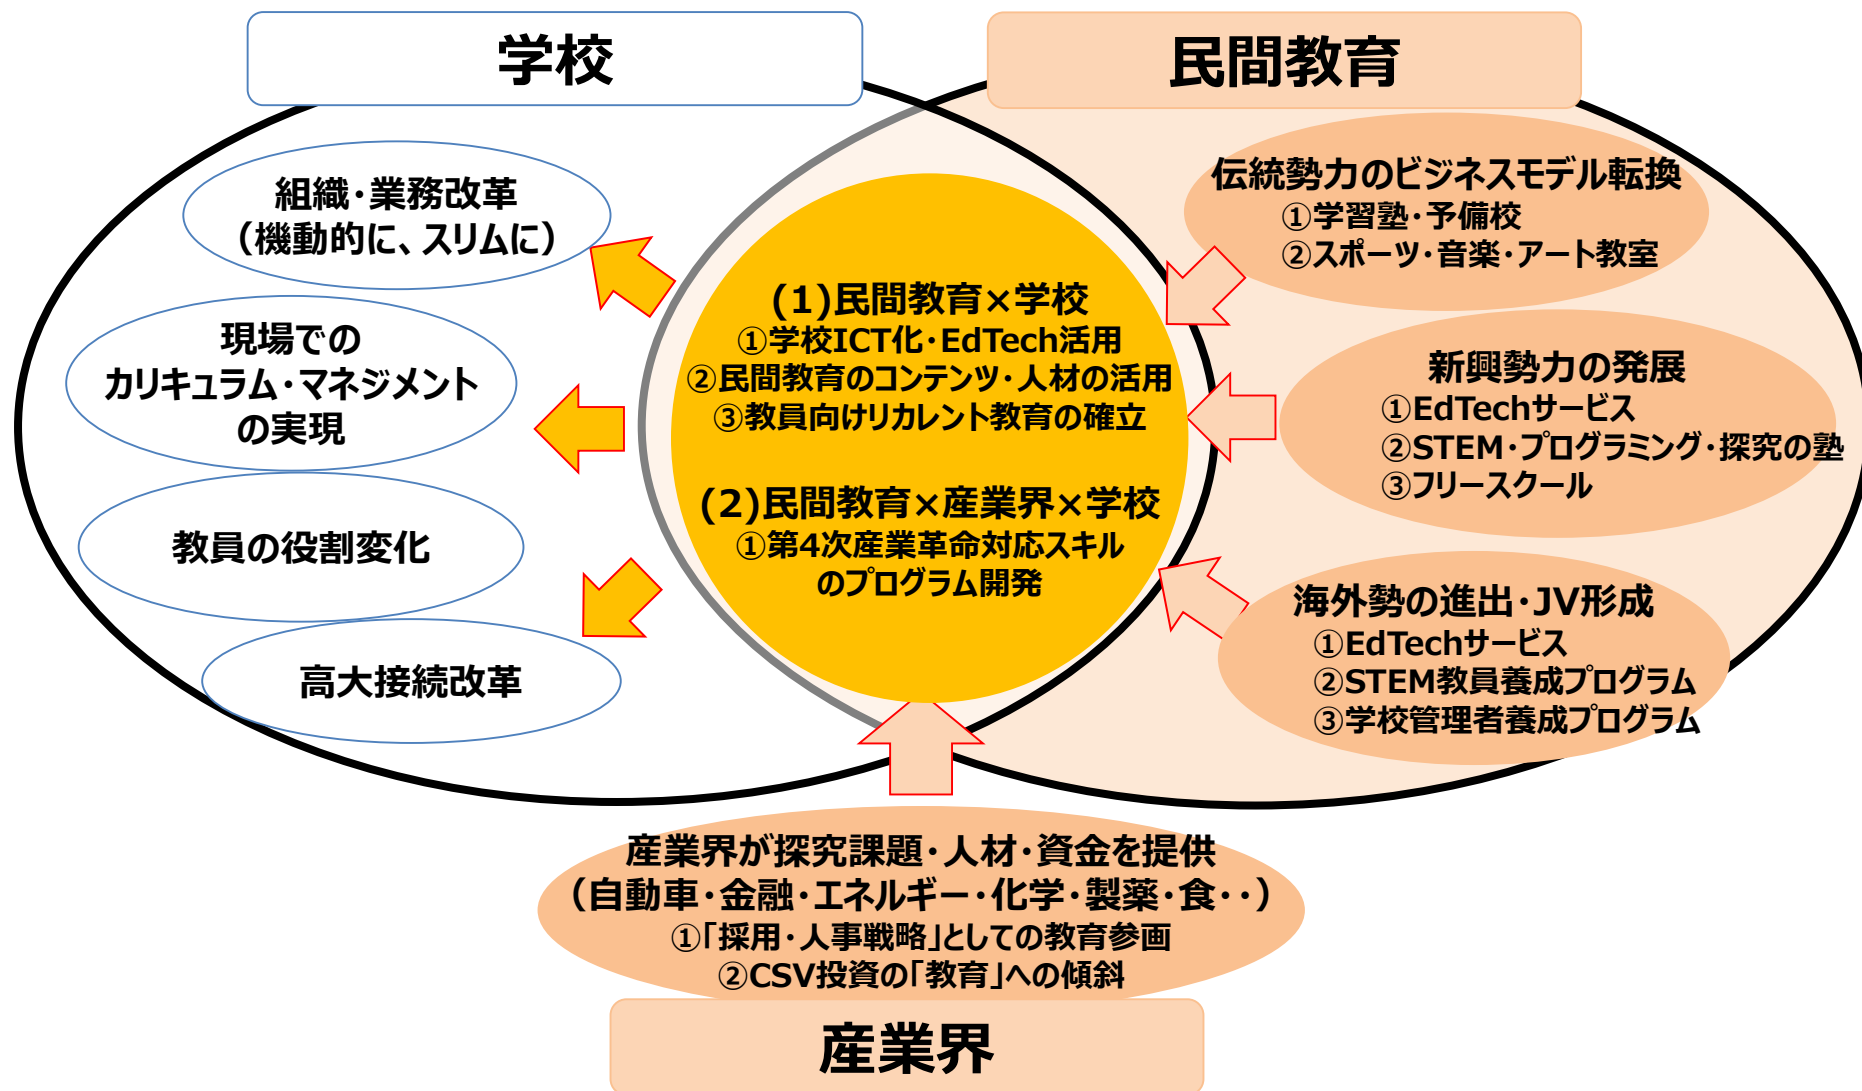 学校
民間教育
組織・業務改革
（機動的に、スリムに）
現場での
カリキュラム・マネジメント
の実現
教員の役割変化
高大接続改革
(1)民間教育×学校
①学校ICT化・EdTech活用
②民間教育のコンテンツ・人材の活用
③教員向けリカレント教育の確立
(2)民間教育×産業界×学校
①第4次産業革命対応スキル
のプログラム開発
伝統勢力のビジネスモデル転換
①学習塾・予備校
②スポーツ・音楽・アート教室
新興勢力の発展
①EdTechサービス
②STEM・プログラミング・探究の塾
③フリースクール
海外勢の進出・JV形成
①EdTechサービス
②STEM教員養成プログラム
③学校管理者養成プログラム
産業界が探究課題・人材・資金を提供
（自動車・金融・エネルギー・化学・製薬・食・・）
①「採用・人事戦略」としての教育参画
②CSV投資の「教育」への傾斜
産業界